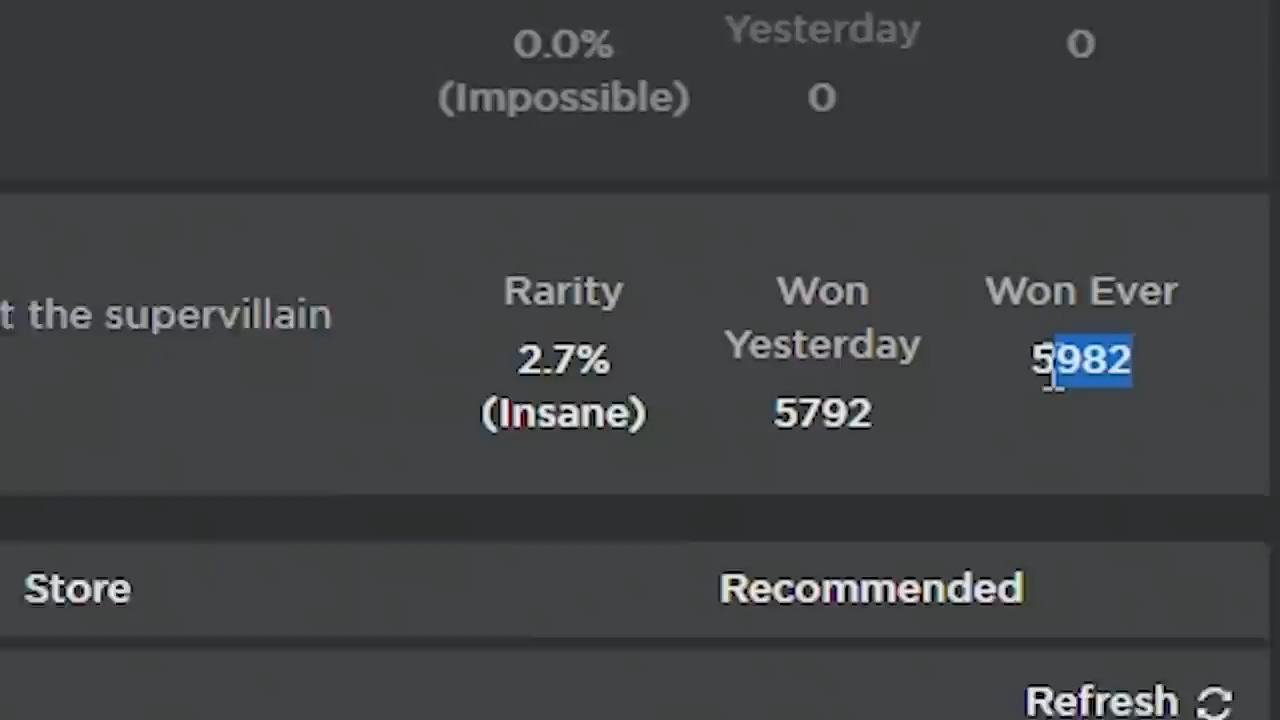 Yesterday
0.0%
0
(Impossible)
0
Rarity
Won
Won Ever
t the supervillain
Yesterday
2.7%
5982
(Insane)
5792
Store
Recommended
Refresh